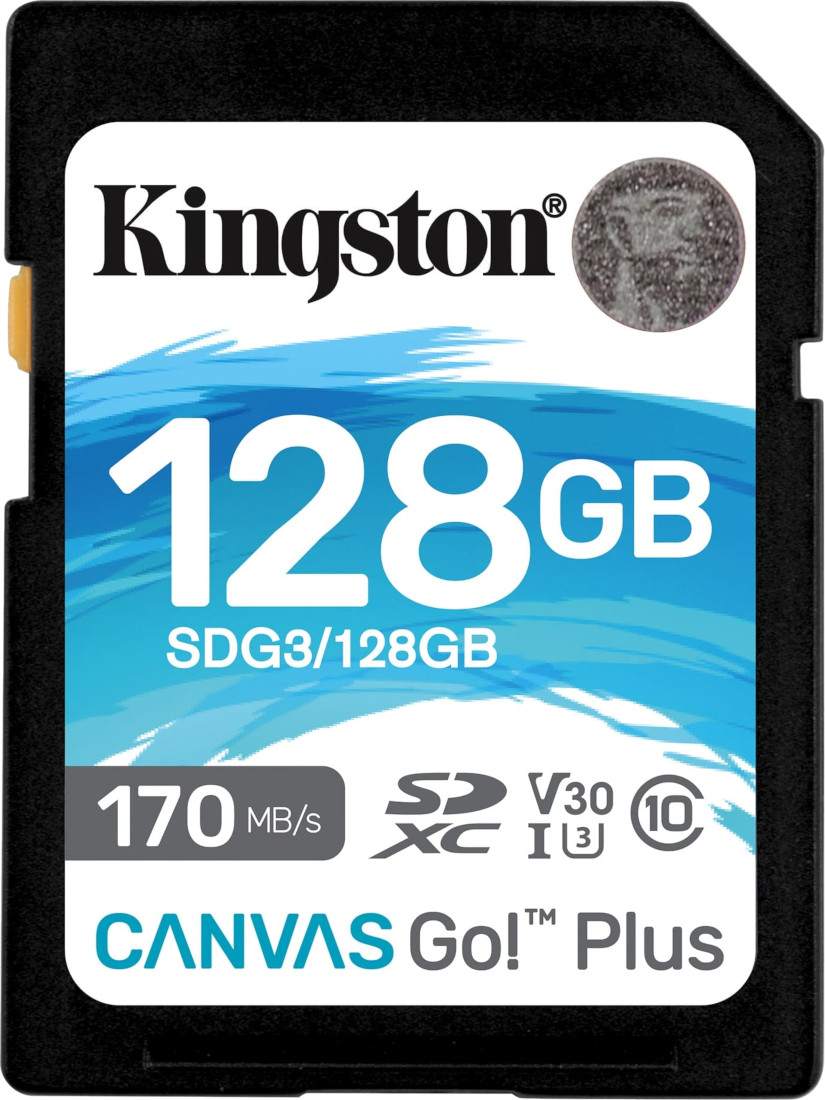 Kingston®
128GB
SDG3/128GB
170 MB/s
SD XC
V30
I U3
10
CANVAS Go!™ Plus